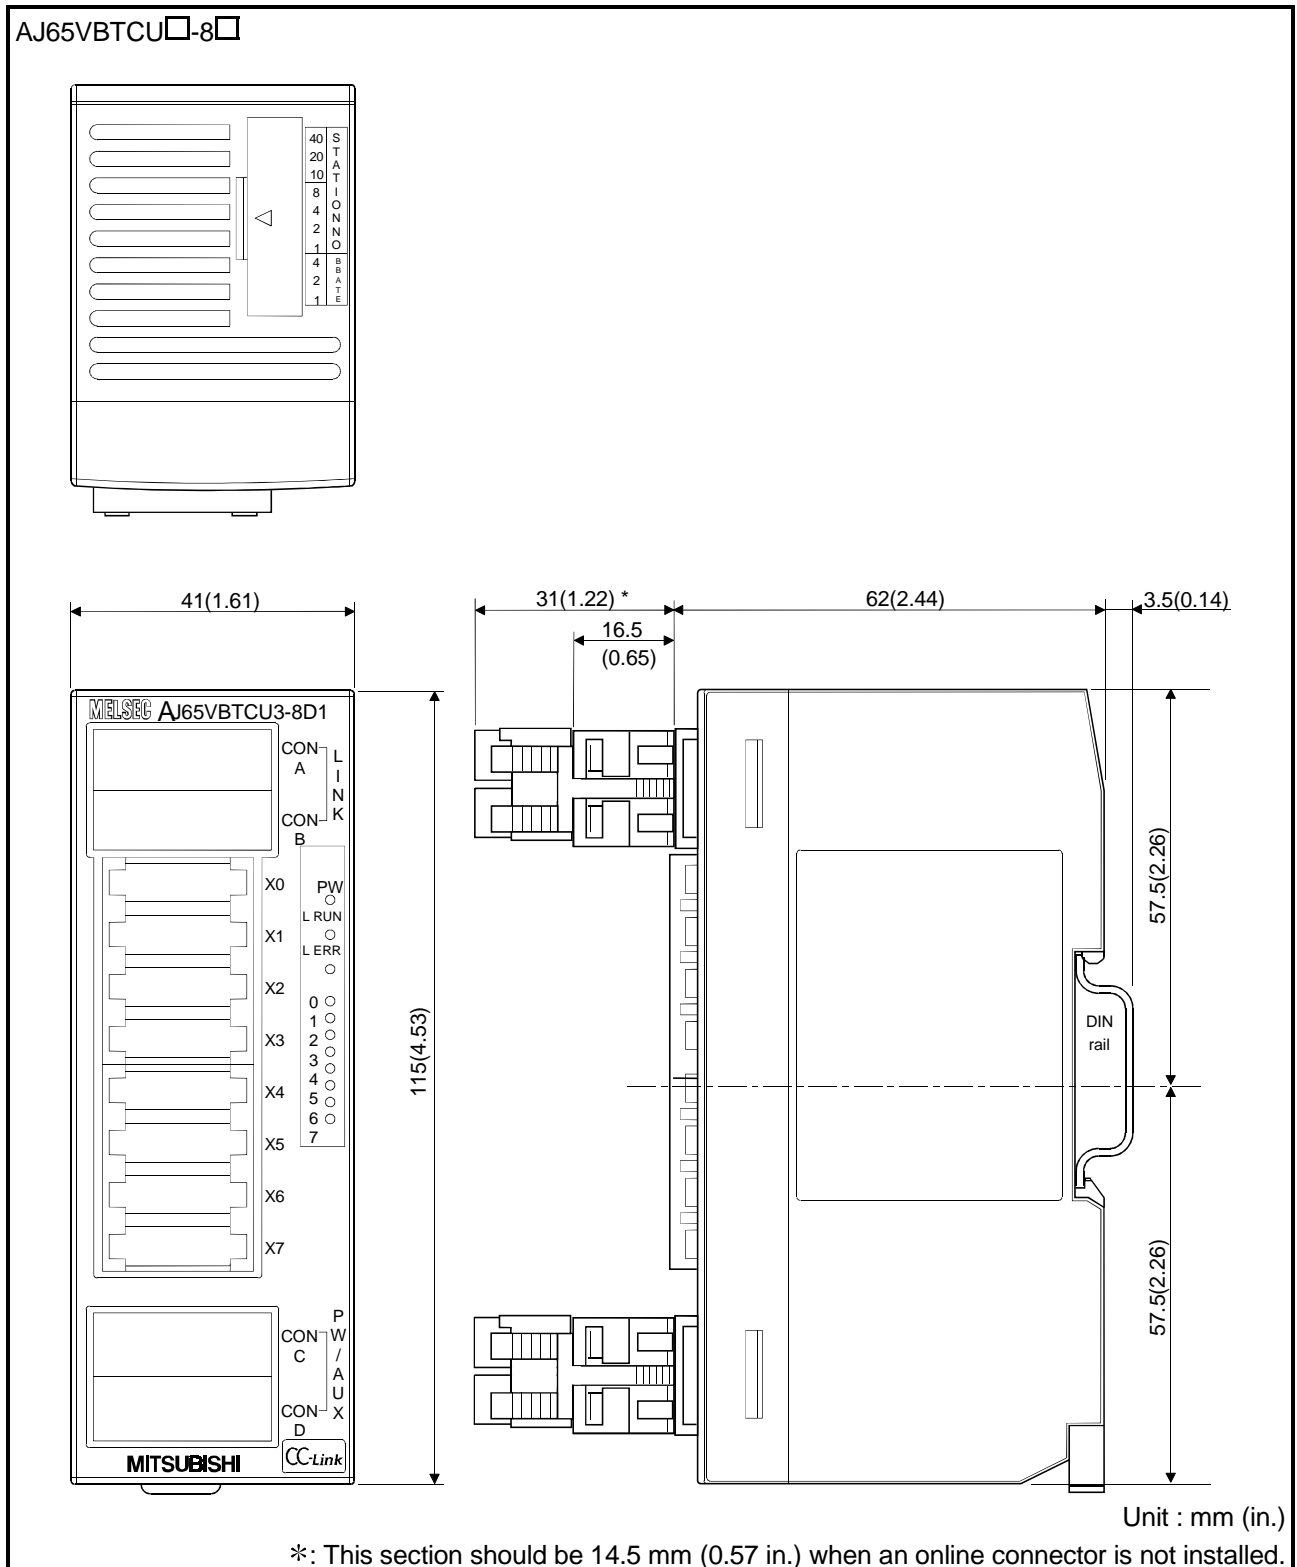 AJ65VBTCU□-8□
40
20
10
8
4
2
1
4
2
1
STATIONNO
BBATE
41(1.61)
31(1.22) *
62(2.44)
3.5(0.14)
16.5
(0.65)
MELSEC AJ65VBTCU3-8D1
CON
A
CON
B
LINK
X0
X1
X2
X3
X4
X5
X6
X7
PW
L RUN
L ERR
0
1
2
3
4
5
6
7
115(4.53)
57.5(2.26)
DIN
rail
57.5(2.26)
CON
C
CON
D
PW/AUX
MITSUBISHI
CC-Link
Unit : mm (in.)
*: This section should be 14.5 mm (0.57 in.) when an online connector is not installed.